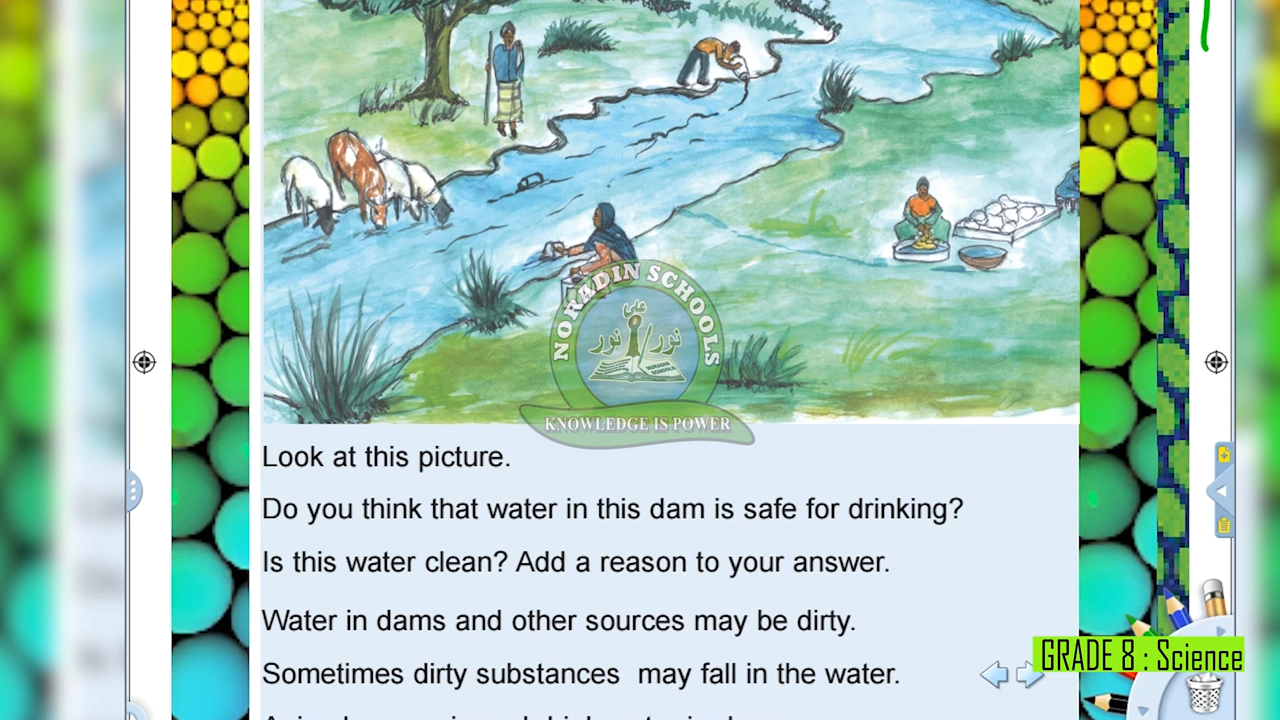 NORADIN SCHOOLS
KNOWLEDGE IS POWER
Look at this picture.
Do you think that water in this dam is safe for drinking?
Is this water clean? Add a reason to your answer.
Water in dams and other sources may be dirty.
Sometimes dirty substances may fall in the water.
GRADE 8 : Science